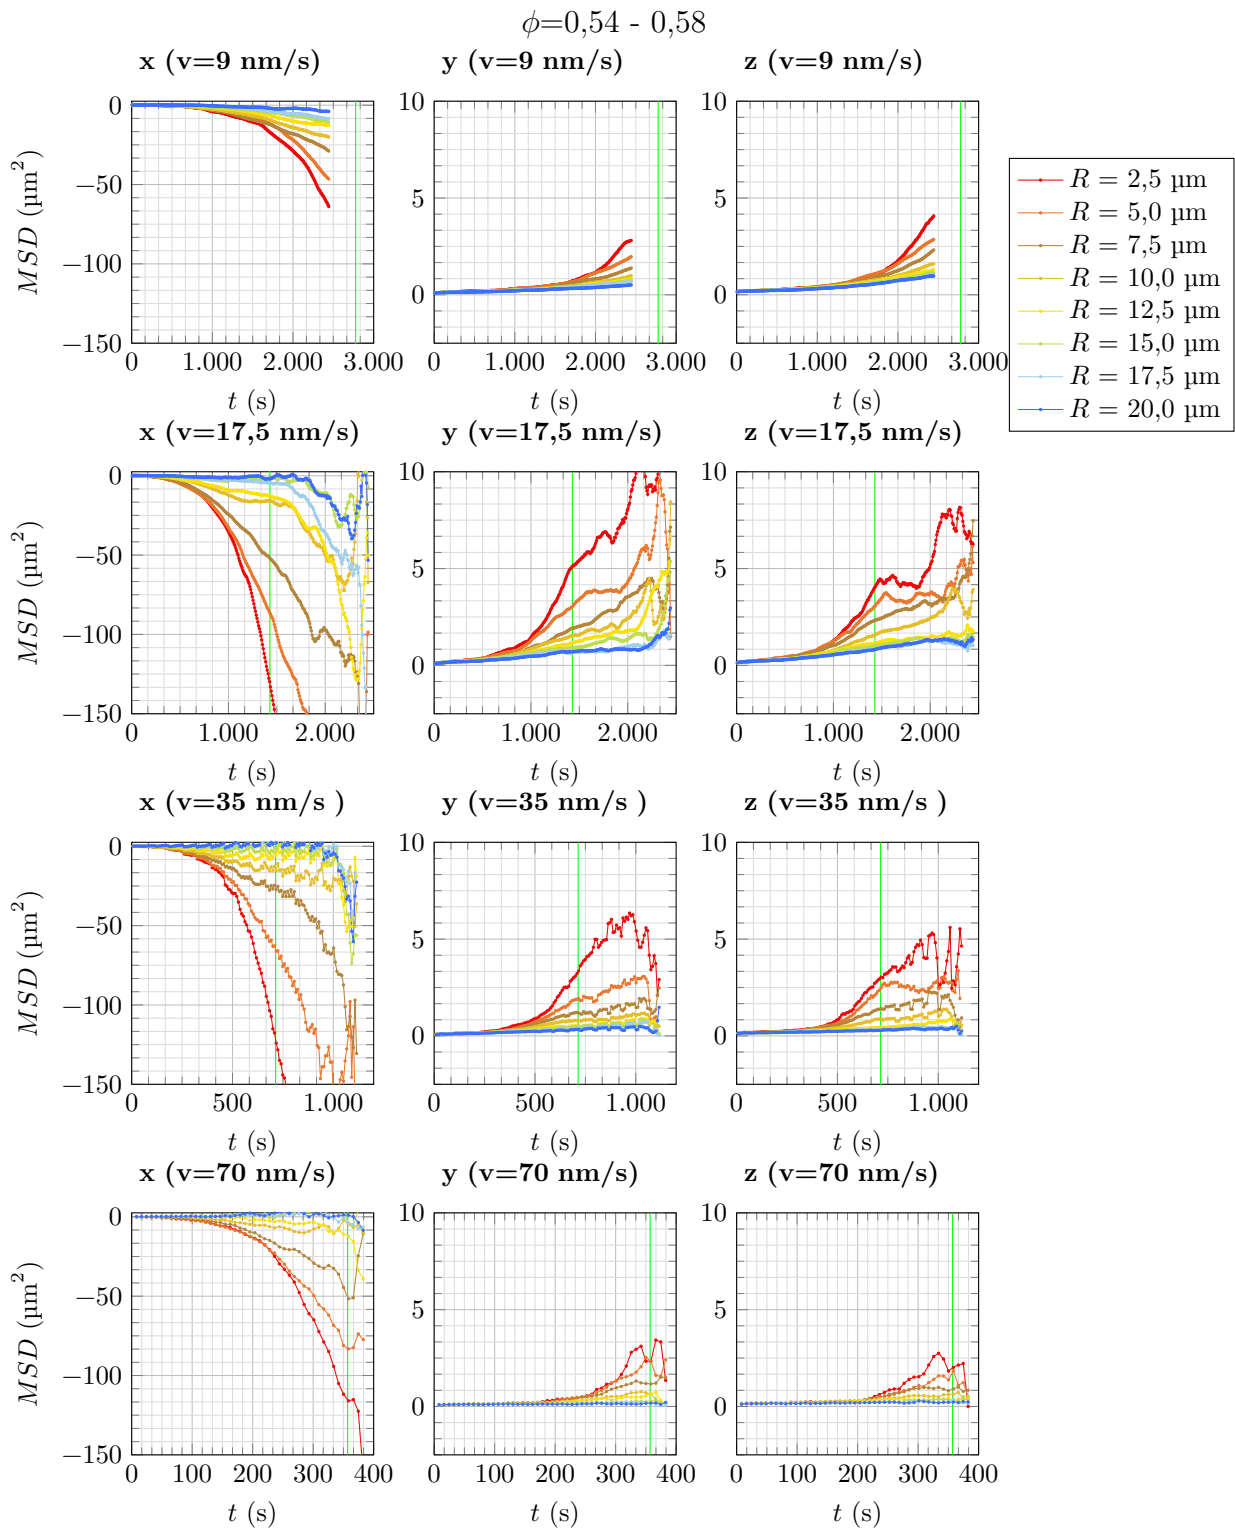 ϕ=0,54 - 0,58
x (v=9 nm/s)
y (v=9 nm/s)
z (v=9 nm/s)
0
−50
−100
−150
MSD (µm²)
0
1.000
2.000
3.000
t (s)
10
5
0
0
1.000
2.000
3.000
t (s)
10
5
0
0
1.000
2.000
3.000
t (s)
R = 2,5 µm
R = 5,0 µm
R = 7,5 µm
R = 10,0 µm
R = 12,5 µm
R = 15,0 µm
R = 17,5 µm
R = 20,0 µm
x (v=17,5 nm/s)
y (v=17,5 nm/s)
z (v=17,5 nm/s)
0
−50
−100
−150
MSD (µm²)
0
1.000
2.000
t (s)
10
5
0
0
1.000
2.000
t (s)
10
5
0
0
1.000
2.000
t (s)
x (v=35 nm/s )
y (v=35 nm/s )
z (v=35 nm/s )
0
−50
−100
−150
MSD (µm²)
0
500
1.000
t (s)
10
5
0
0
500
1.000
t (s)
10
5
0
0
500
1.000
t (s)
x (v=70 nm/s)
y (v=70 nm/s)
z (v=70 nm/s)
0
−50
−100
−150
MSD (µm²)
0
100
200
300
400
t (s)
10
5
0
0
100
200
300
400
t (s)
10
5
0
0
100
200
300
400
t (s)